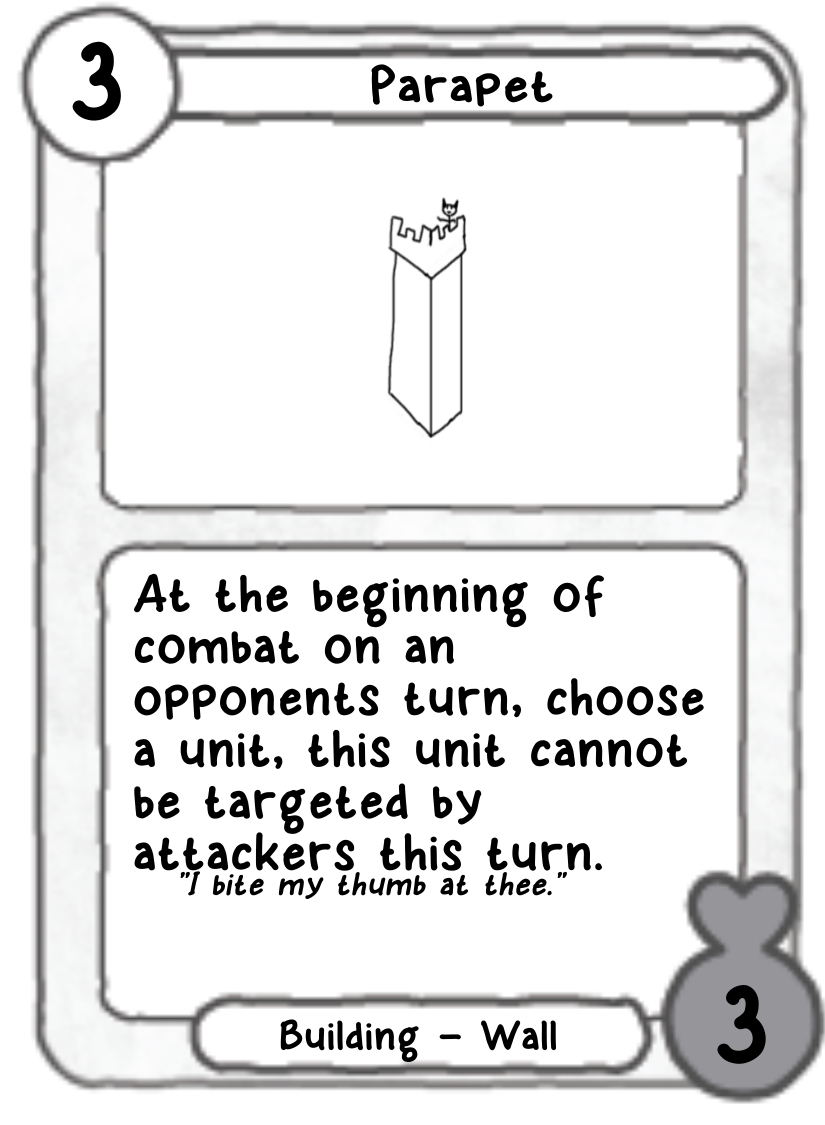 3
Parapet
At the beginning of
combat on an
opponents turn, choose
a unit, this unit cannot
be targeted by
attackers this turn.
"I bite my thumb at thee."
Building - Wall
3